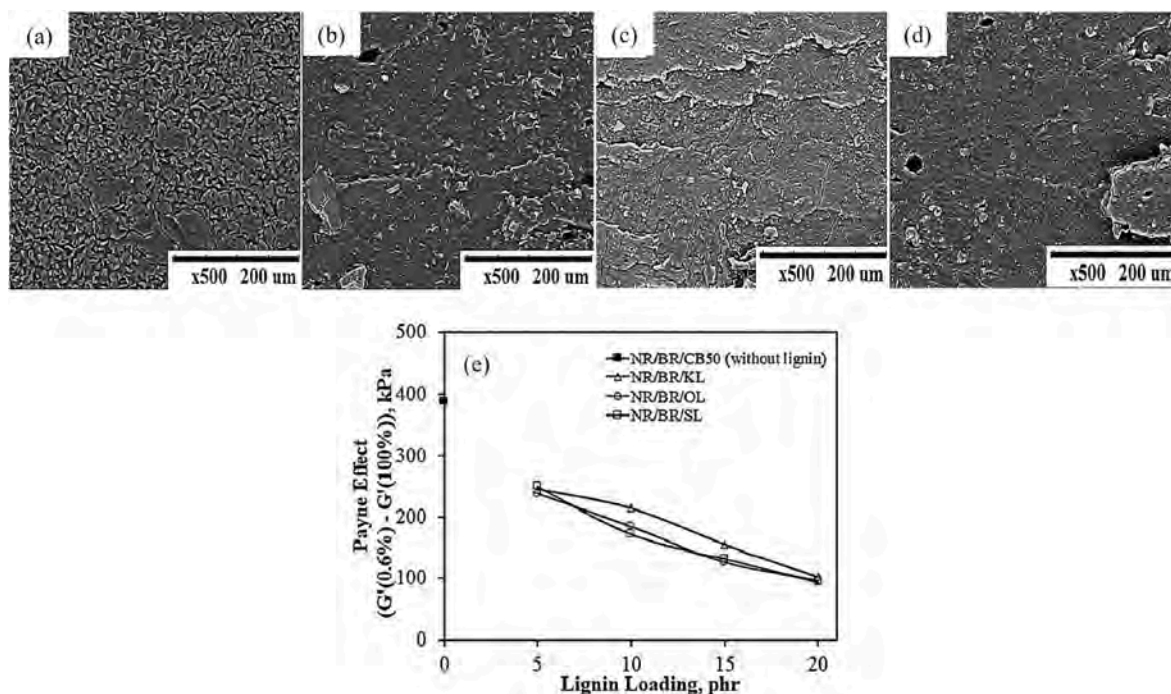 (a)
(b)
(c)
(d)
x500 200 um
x500 200 um
x500 200 um
x500 200 um
500
400
300
200
100
0
(e)
NR/BR/CB50 (without lignin)
NR/BR/KL
NR/BR/OL
NR/BR/SL
Payne Effect
(G'(0.6%) - G'(100%)), kPa
0 5 10 15 20
Lignin Loading, phr